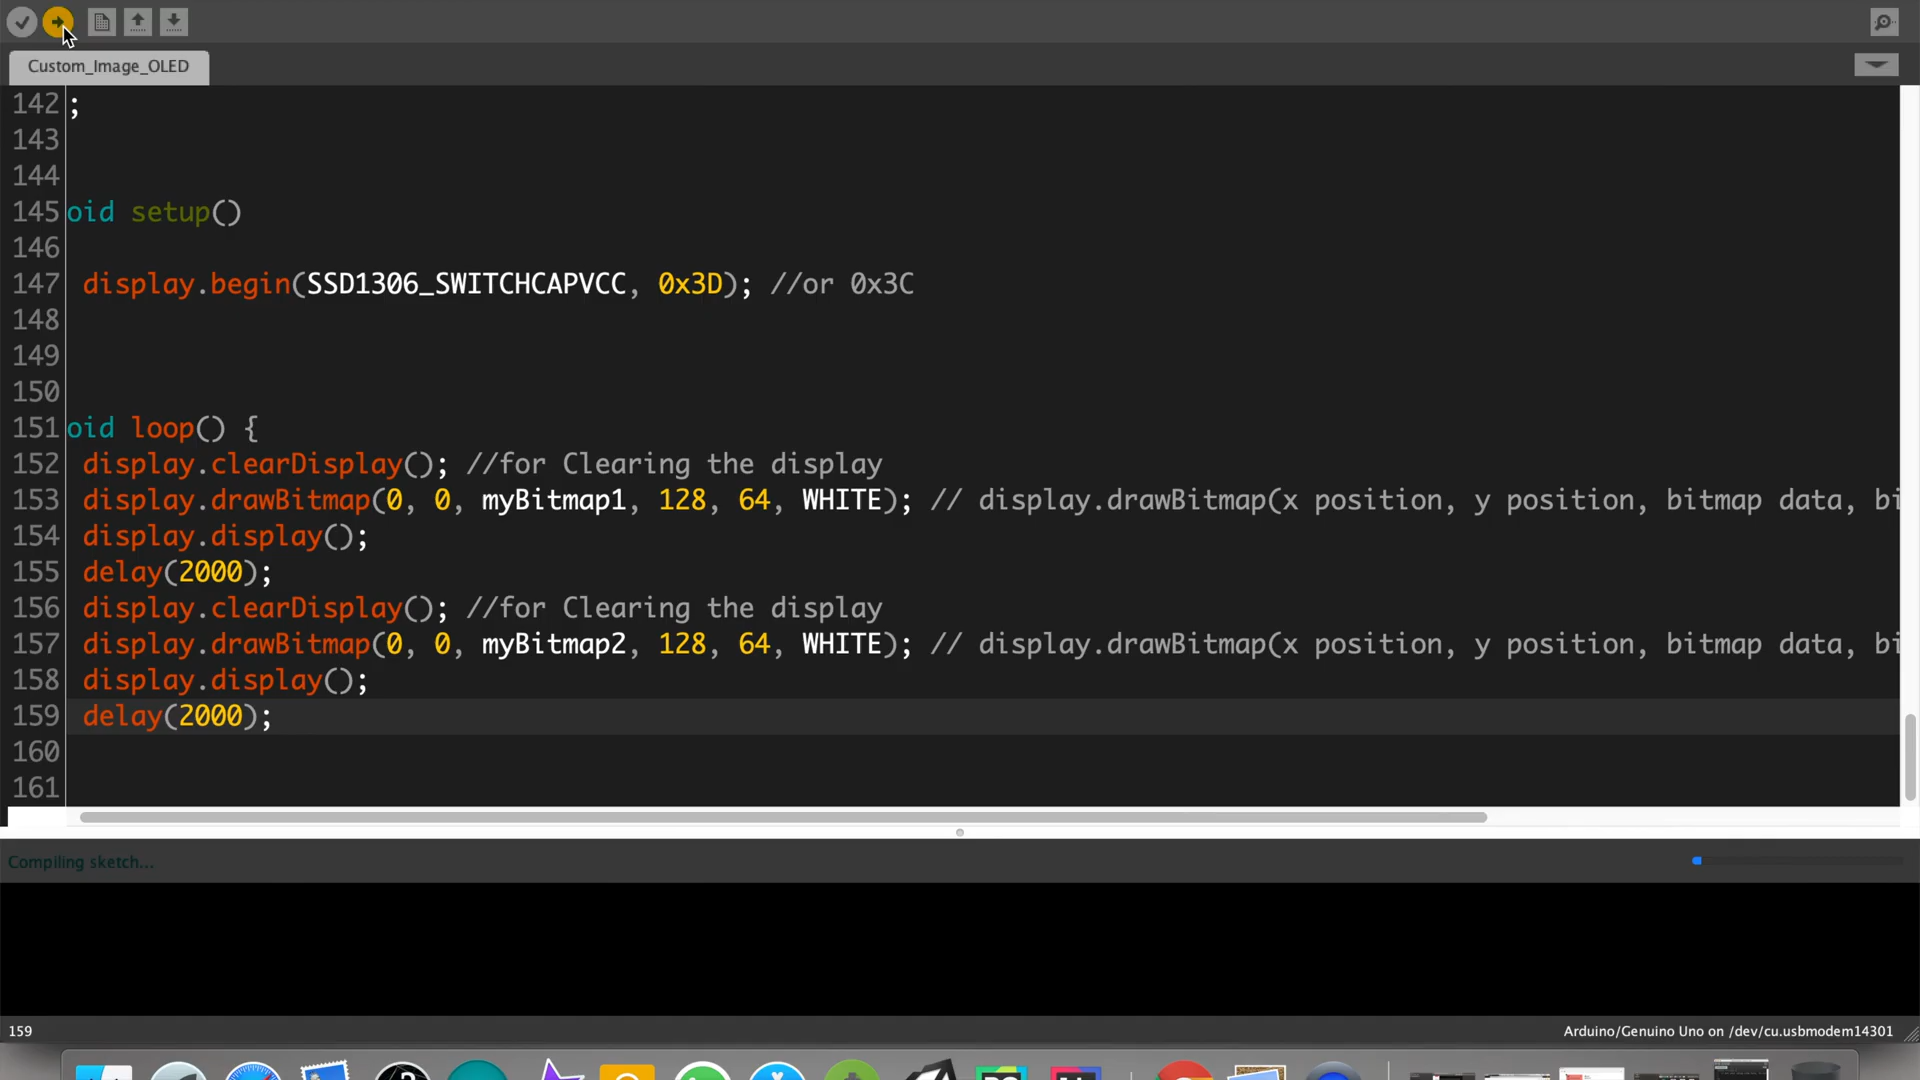 Custom_Image_OLED
142 ;
143
144
145 oid setup()
146
147 display.begin(SSD1306_SWITCHCAPVCC, 0x3D); //or 0x3C
148
149
150
151 oid loop() {
152 display.clearDisplay(); //for Clearing the display
153 display.drawBitmap(0, 0, myBitmap1, 128, 64, WHITE); // display.drawBitmap(x position, y position, bitmap data, bi
154 display.display();
155 delay(2000);
156 display.clearDisplay(); //for Clearing the display
157 display.drawBitmap(0, 0, myBitmap2, 128, 64, WHITE); // display.drawBitmap(x position, y position, bitmap data, bi
158 display.display();
159 delay(2000);
160
161
Compiling sketch...
159
Arduino/Genuino Uno on /dev/cu.usbmodem14301